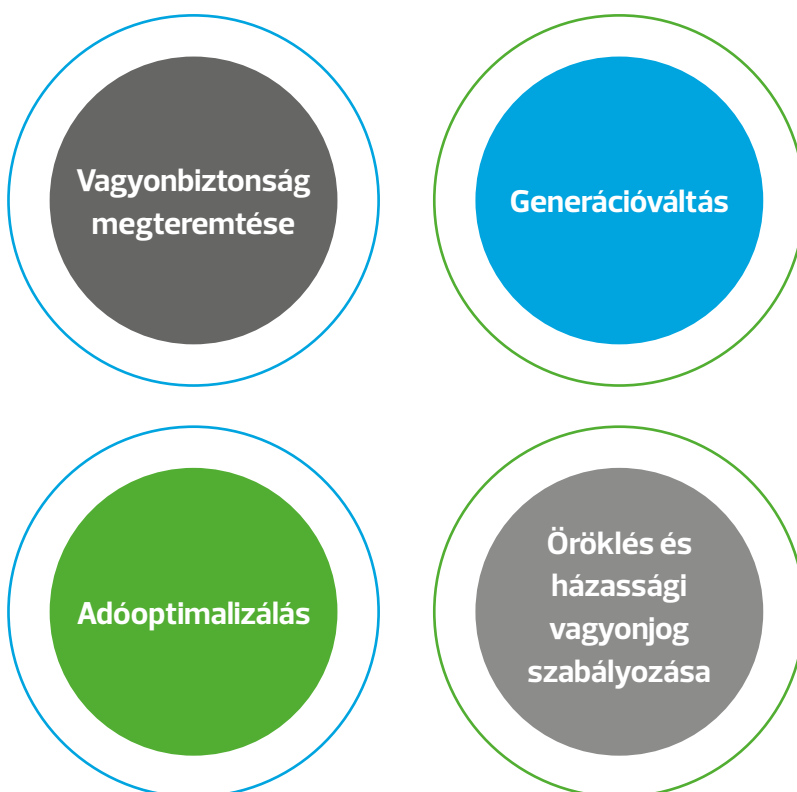 Vagyonbiztonság
megteremtése
Generációváltás
Adóoptimalizálás
Öröklés és
házassági
vagyonjog
szabályozása